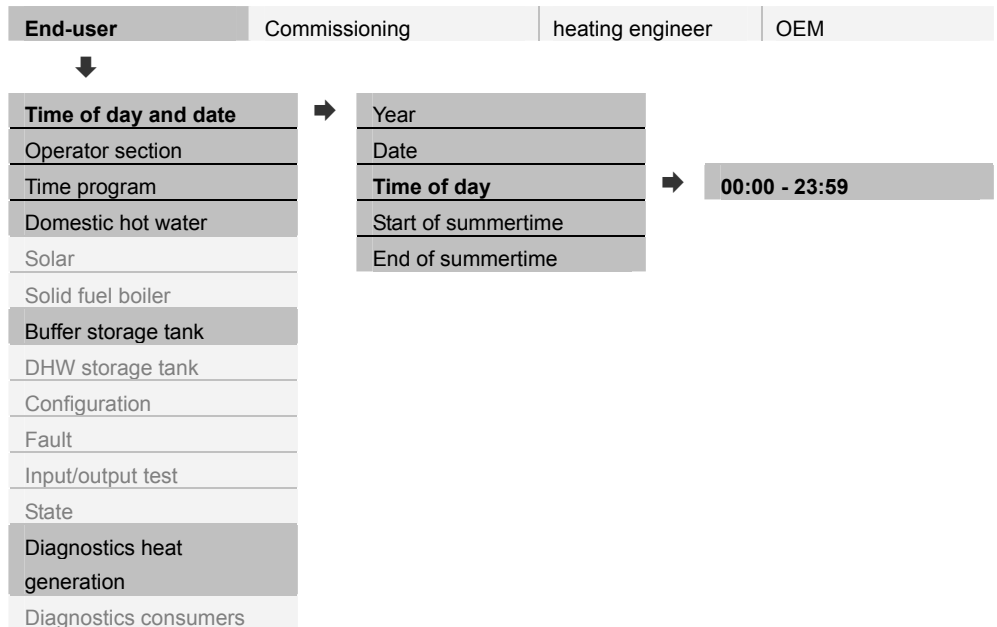 End-user Commissioning heating engineer OEM
Time of day and date Year
Operator section Date
Time program Time of day 00:00 - 23:59
Domestic hot water Start of summertime
Solar End of summertime
Solid fuel boiler
Buffer storage tank
DHW storage tank
Configuration
Fault
Input/output test
State
Diagnostics heat
generation
Diagnostics consumers